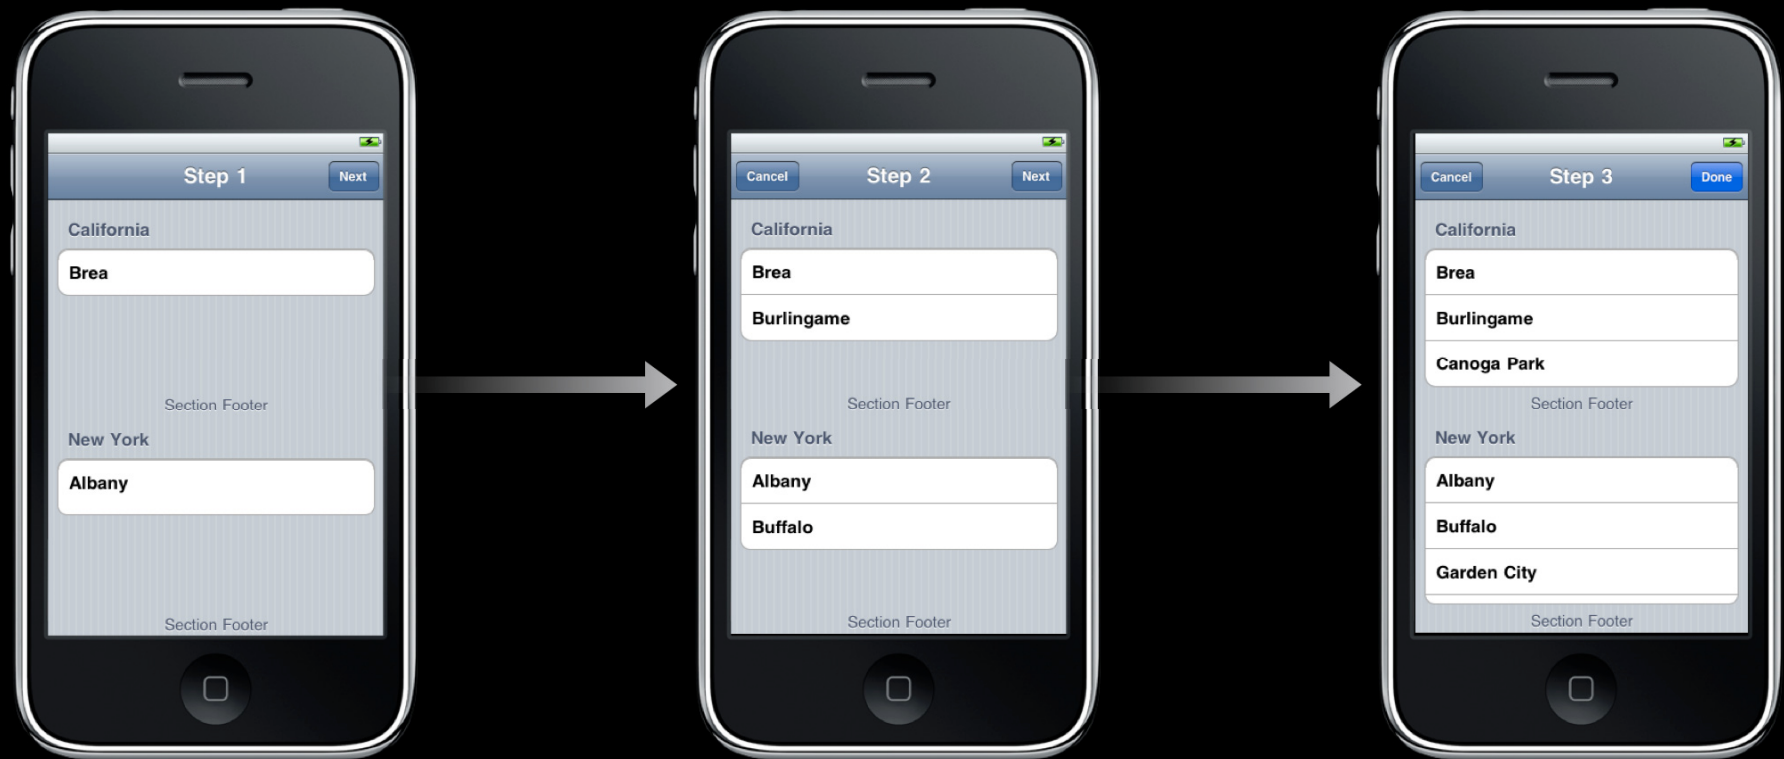 Step 1
Next
California
Brea
Section Footer
New York
Albany
Section Footer
Cancel
Step 2
Next
California
Brea
Burlingame
Section Footer
New York
Albany
Buffalo
Section Footer
Cancel
Step 3
Done
California
Brea
Burlingame
Canoga Park
Section Footer
New York
Albany
Buffalo
Garden City
Section Footer